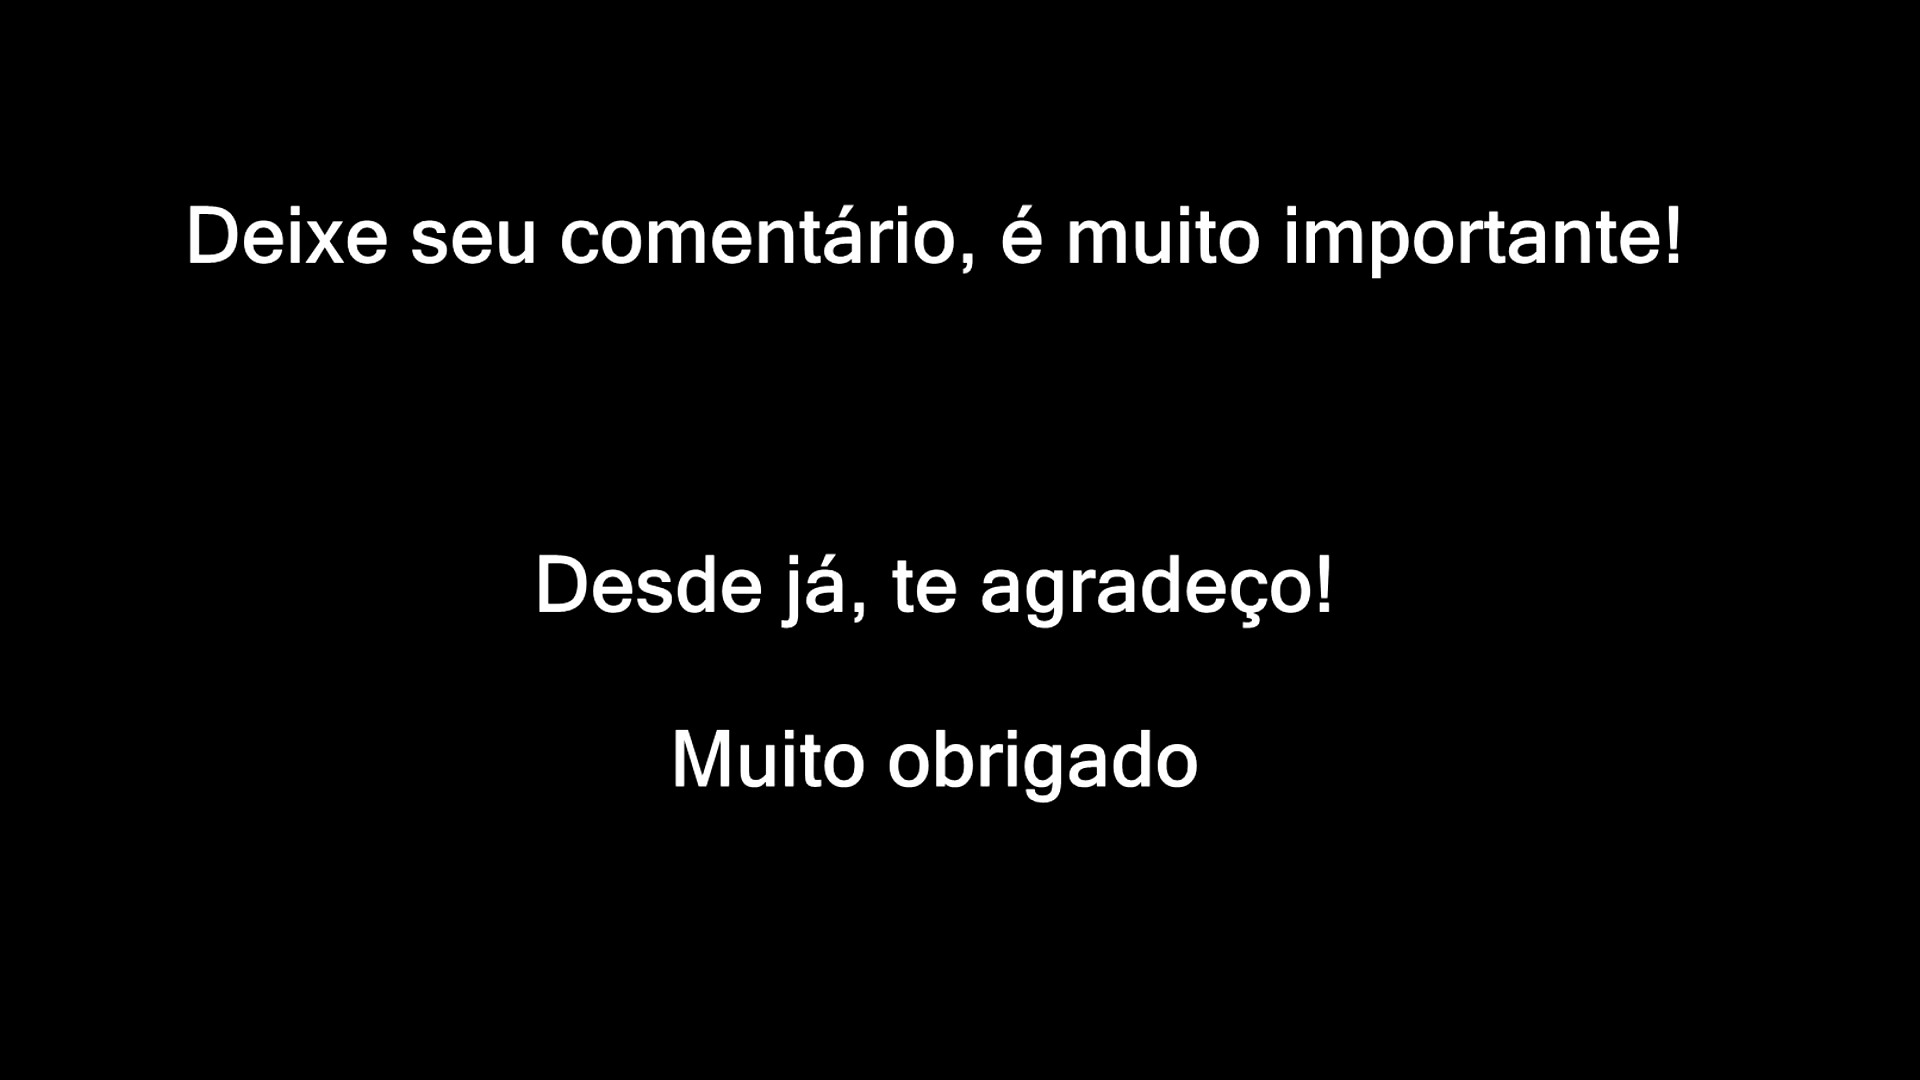 Deixe seu comentário, é muito importante!
Desde já, te agradeço!
Muito obrigado